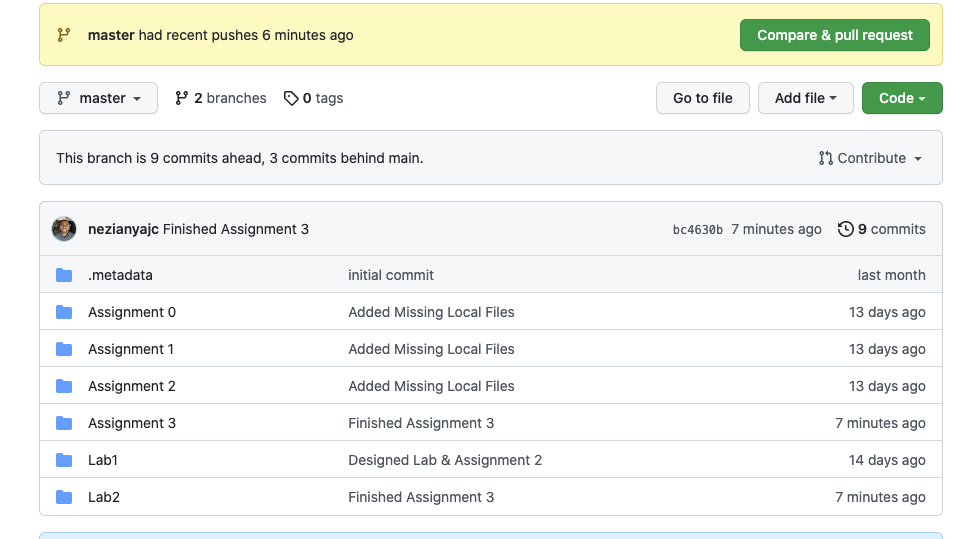 master had recent pushes 6 minutes ago
Compare & pull request
master
2 branches
0 tags
Go to file
Add file
Code
This branch is 9 commits ahead, 3 commits behind main.
Contribute
nezianyajc Finished Assignment 3
bc4630b 7 minutes ago
9 commits
.metadata initial commit last month
Assignment 0 Added Missing Local Files 13 days ago
Assignment 1 Added Missing Local Files 13 days ago
Assignment 2 Added Missing Local Files 13 days ago
Assignment 3 Finished Assignment 3 7 minutes ago
Lab1 Designed Lab & Assignment 2 14 days ago
Lab2 Finished Assignment 3 7 minutes ago